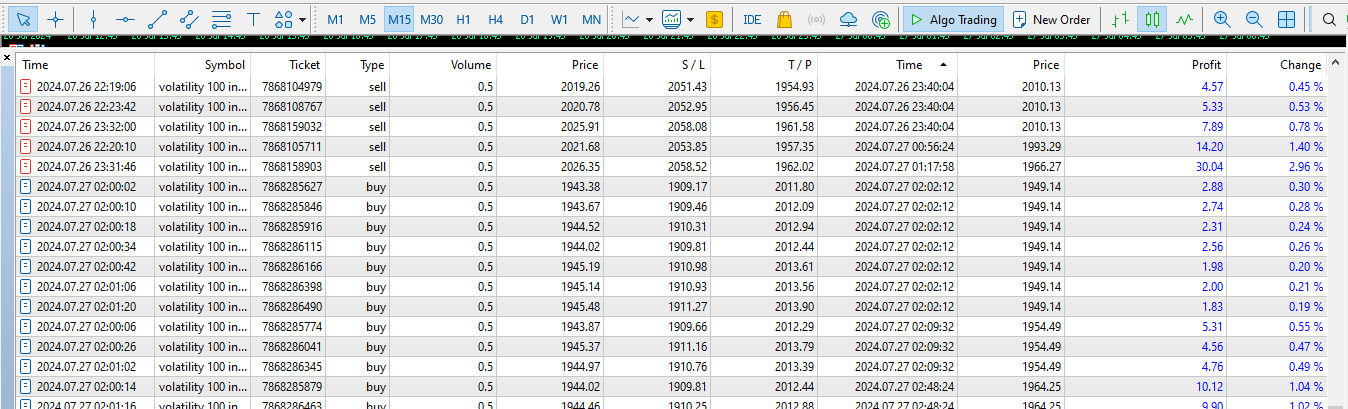 M1 M5 M15 M30 H1 H4 D1 W1 MN IDE Algo Trading New Order
Time Symbol Ticket Type Volume Price S / L T / P Time Price Profit Change
2024.07.26 22:19:06 volatility 100 in... 7868104979 sell 0.5 2019.26 2051.43 1954.93 2024.07.26 23:40:04 2010.13 4.57 0.45 %
2024.07.26 22:23:42 volatility 100 in... 7868108767 sell 0.5 2020.78 2052.95 1956.45 2024.07.26 23:40:04 2010.13 5.33 0.53 %
2024.07.26 23:32:00 volatility 100 in... 7868159032 sell 0.5 2025.91 2058.08 1961.58 2024.07.26 23:40:04 2010.13 7.89 0.78 %
2024.07.26 22:20:10 volatility 100 in... 7868105711 sell 0.5 2021.68 2053.85 1957.35 2024.07.27 00:56:24 1993.29 14.20 1.40 %
2024.07.26 23:31:46 volatility 100 in... 7868158903 sell 0.5 2026.35 2058.52 1962.02 2024.07.27 01:17:58 1966.27 30.04 2.96 %
2024.07.27 02:00:02 volatility 100 in... 7868285627 buy 0.5 1943.38 1909.17 2011.80 2024.07.27 02:02:12 1949.14 2.88 0.30 %
2024.07.27 02:00:10 volatility 100 in... 7868285846 buy 0.5 1943.67 1909.46 2012.09 2024.07.27 02:02:12 1949.14 2.74 0.28 %
2024.07.27 02:00:18 volatility 100 in... 7868285916 buy 0.5 1944.52 1910.31 2012.94 2024.07.27 02:02:12 1949.14 2.31 0.24 %
2024.07.27 02:00:34 volatility 100 in... 7868286115 buy 0.5 1944.02 1909.81 2012.44 2024.07.27 02:02:12 1949.14 2.56 0.26 %
2024.07.27 02:00:42 volatility 100 in... 7868286166 buy 0.5 1945.19 1910.98 2013.61 2024.07.27 02:02:12 1949.14 1.98 0.20 %
2024.07.27 02:01:06 volatility 100 in... 7868286398 buy 0.5 1945.14 1910.93 2013.56 2024.07.27 02:02:12 1949.14 2.00 0.21 %
2024.07.27 02:01:20 volatility 100 in... 7868286490 buy 0.5 1945.48 1911.27 2013.90 2024.07.27 02:02:12 1949.14 1.83 0.19 %
2024.07.27 02:00:06 volatility 100 in... 7868285774 buy 0.5 1943.87 1909.66 2012.29 2024.07.27 02:09:32 1954.49 5.31 0.55 %
2024.07.27 02:00:26 volatility 100 in... 7868286041 buy 0.5 1945.37 1911.16 2013.79 2024.07.27 02:09:32 1954.49 4.56 0.47 %
2024.07.27 02:01:02 volatility 100 in... 7868286345 buy 0.5 1944.97 1910.76 2013.39 2024.07.27 02:09:32 1954.49 4.76 0.49 %
2024.07.27 02:00:14 volatility 100 in... 7868285879 buy 0.5 1944.02 1909.81 2012.44 2024.07.27 02:48:24 1964.25 10.12 1.04 %
2024.07.27 02:01:16 volatility 100 in... 7868286463 buy 0.5 1944.46 1910.25 2012.88 2024.07.27 02:48:24 1964.25 9.90 1.02 %